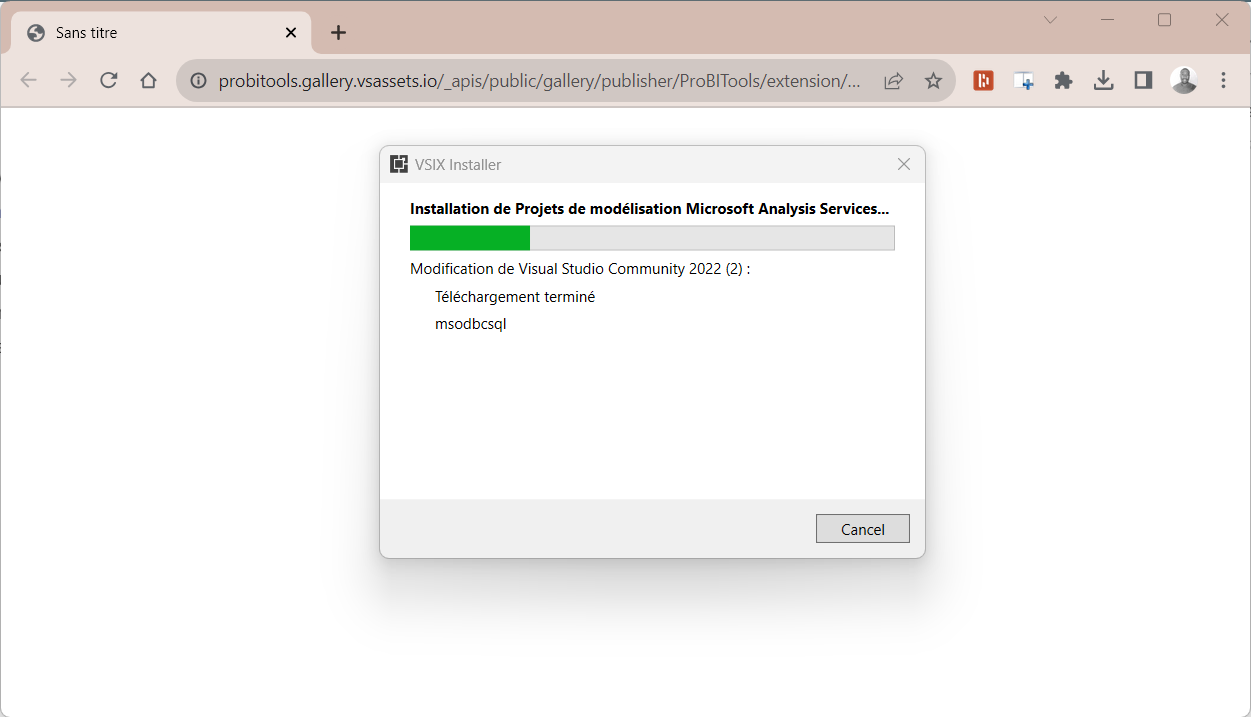 Sans titre
probitools.gallery.vsassets.io/_apis/public/gallery/publisher/ProBITools/extension/...
VSIX Installer
Installation de Projets de modélisation Microsoft Analysis Services...
Modification de Visual Studio Community 2022 (2) :
Téléchargement terminé
msodbcsql
Cancel